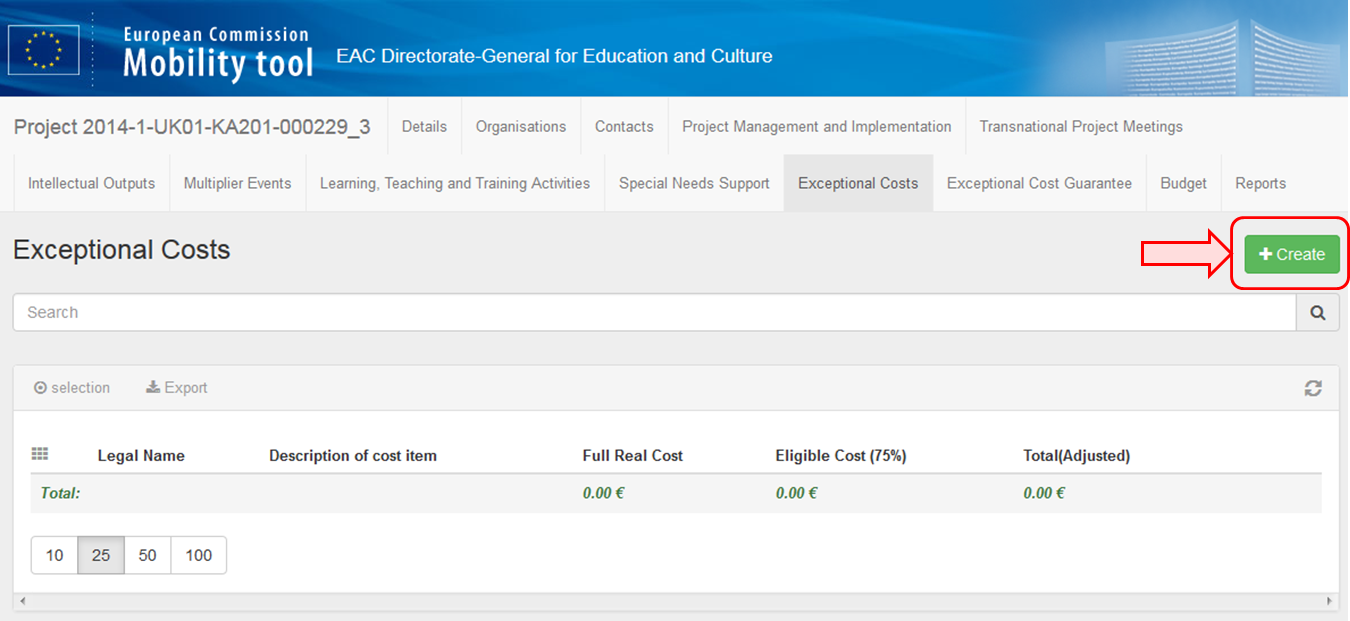 European Commission
Mobility tool
EAC Directorate-General for Education and Culture
Project 2014-1-UK01-KA201-000229_3 Details Organisations Contacts Project Management and Implementation Transnational Project Meetings
Intellectual Outputs Multiplier Events Learning, Teaching and Training Activities Special Needs Support Exceptional Costs Exceptional Cost Guarantee Budget Reports
Exceptional Costs
Create
Search
selection Export
Legal Name Description of cost item Full Real Cost Eligible Cost (75%) Total(Adjusted)
Total: 0.00 € 0.00 € 0.00 €
10 25 50 100